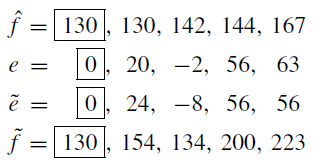 f̂ = 130, 130, 142, 144, 167
e = 0, 20, −2, 56, 63
ẽ = 0, 24, −8, 56, 56
f̃ = 130, 154, 134, 200, 223